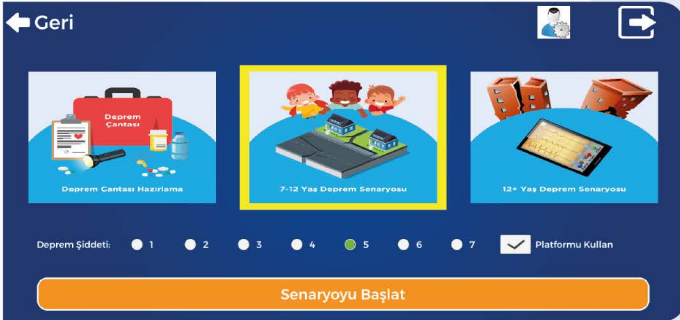 Geri
Deprem
Çantası
Deprem Çantası Hazırlama
7-12 Yaş Deprem Senaryosu
12+ Yaş Deprem Senaryosu
Deprem Şiddeti: 1 2 3 4 5 6 7 Platformu Kullan
Senaryoyu Başlat